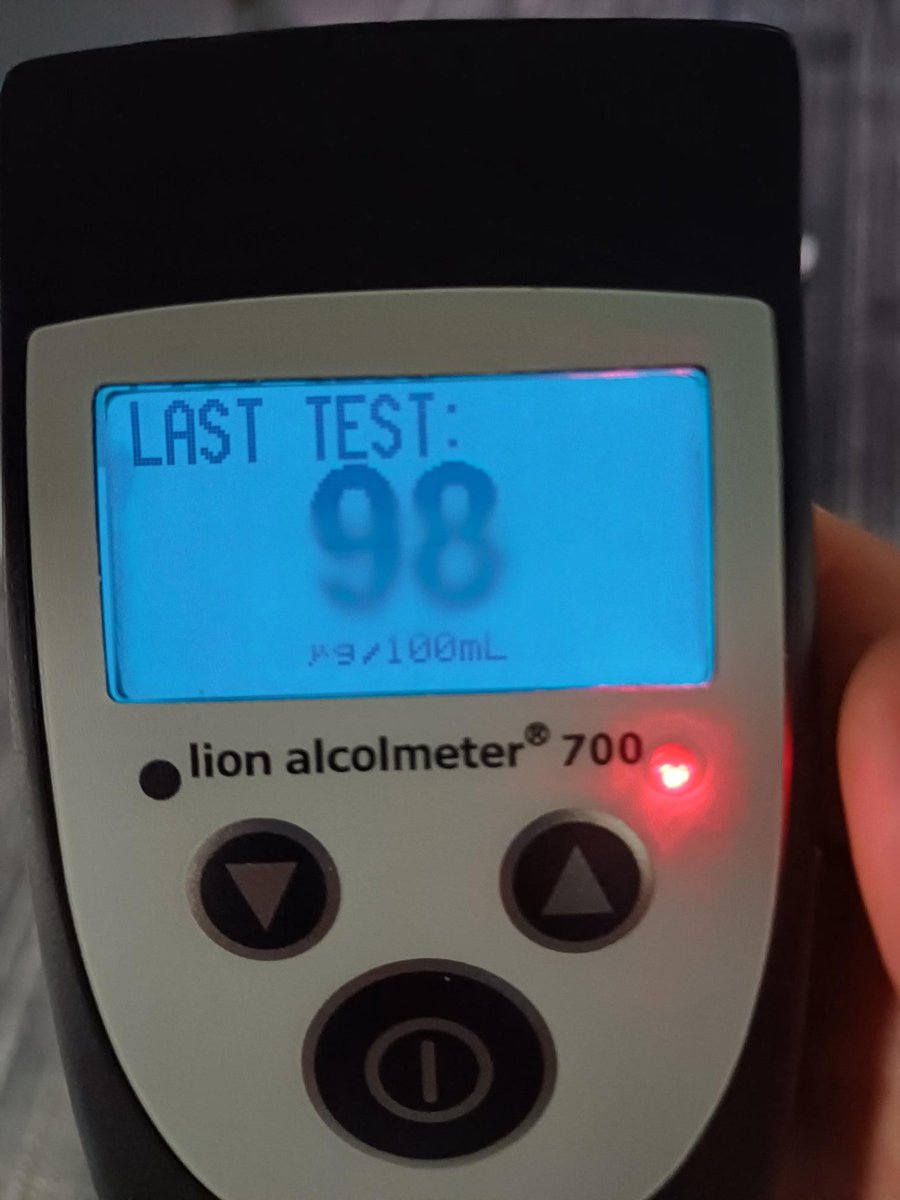 LAST TEST:
98
µg/100mL
lion alcolmeter® 700